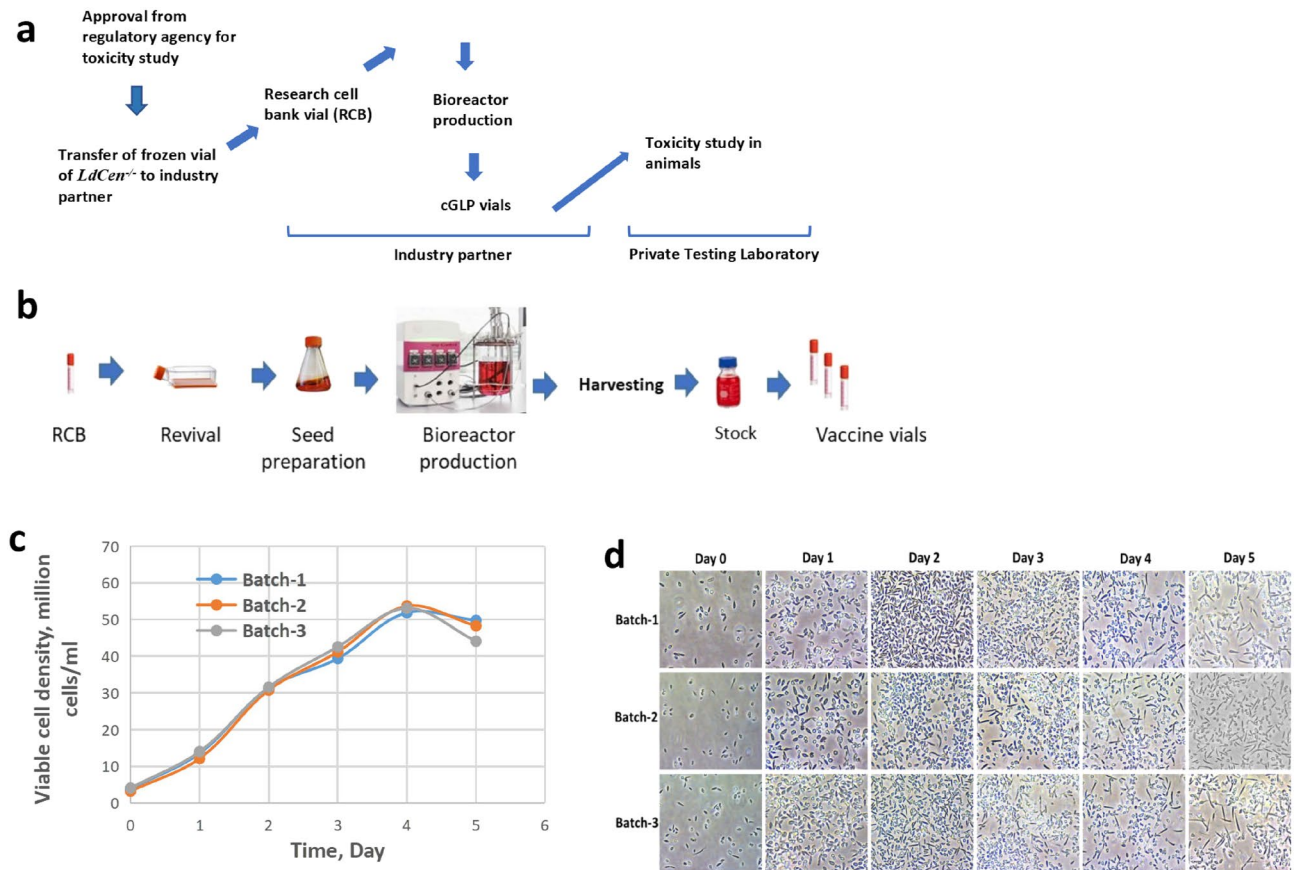 a
Approval from
regulatory agency for
toxicity study
Transfer of frozen vial
of LdCen-/- to industry
partner
Research cell
bank vial (RCB)
Bioreactor
production
cGLP vials
Toxicity study in
animals
Industry partner
Private Testing Laboratory
b
RCB
Revival
Seed
preparation
Bioreactor
production
Harvesting
Stock
Vaccine vials
c
Viable cell density, million
cells/ml
70
60
50
40
30
20
10
0
Batch-1
Batch-2
Batch-3
0 1 2 3 4 5 6
Time, Day
d
Day 0 Day 1 Day 2 Day 3 Day 4 Day 5
Batch-1
Batch-2
Batch-3